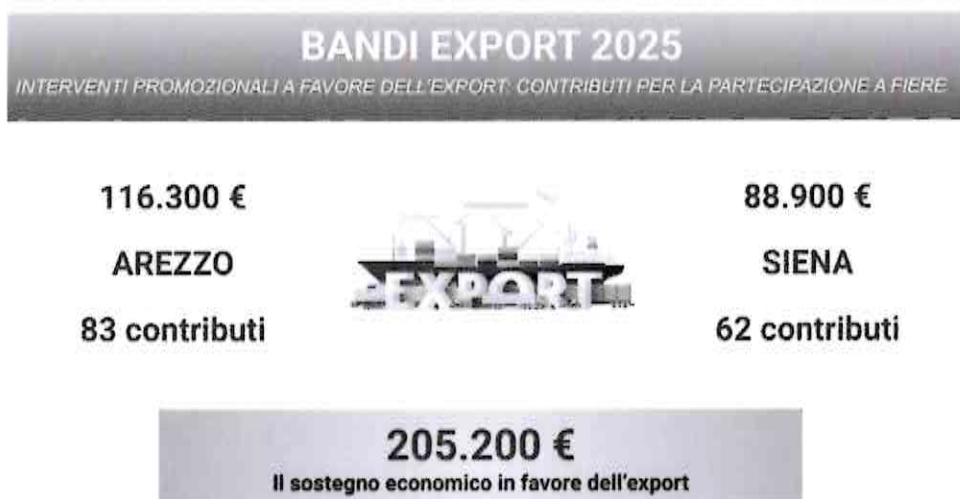 BANDI EXPORT 2025
INTERVENTI PROMOZIONALI A FAVORE DELL'EXPORT: CONTRIBUTI PER LA PARTECIPAZIONE A FIERE
116.300 €
AREZZO
83 contributi
EXPORT
88.900 €
SIENA
62 contributi
205.200 €
Il sostegno economico in favore dell'export